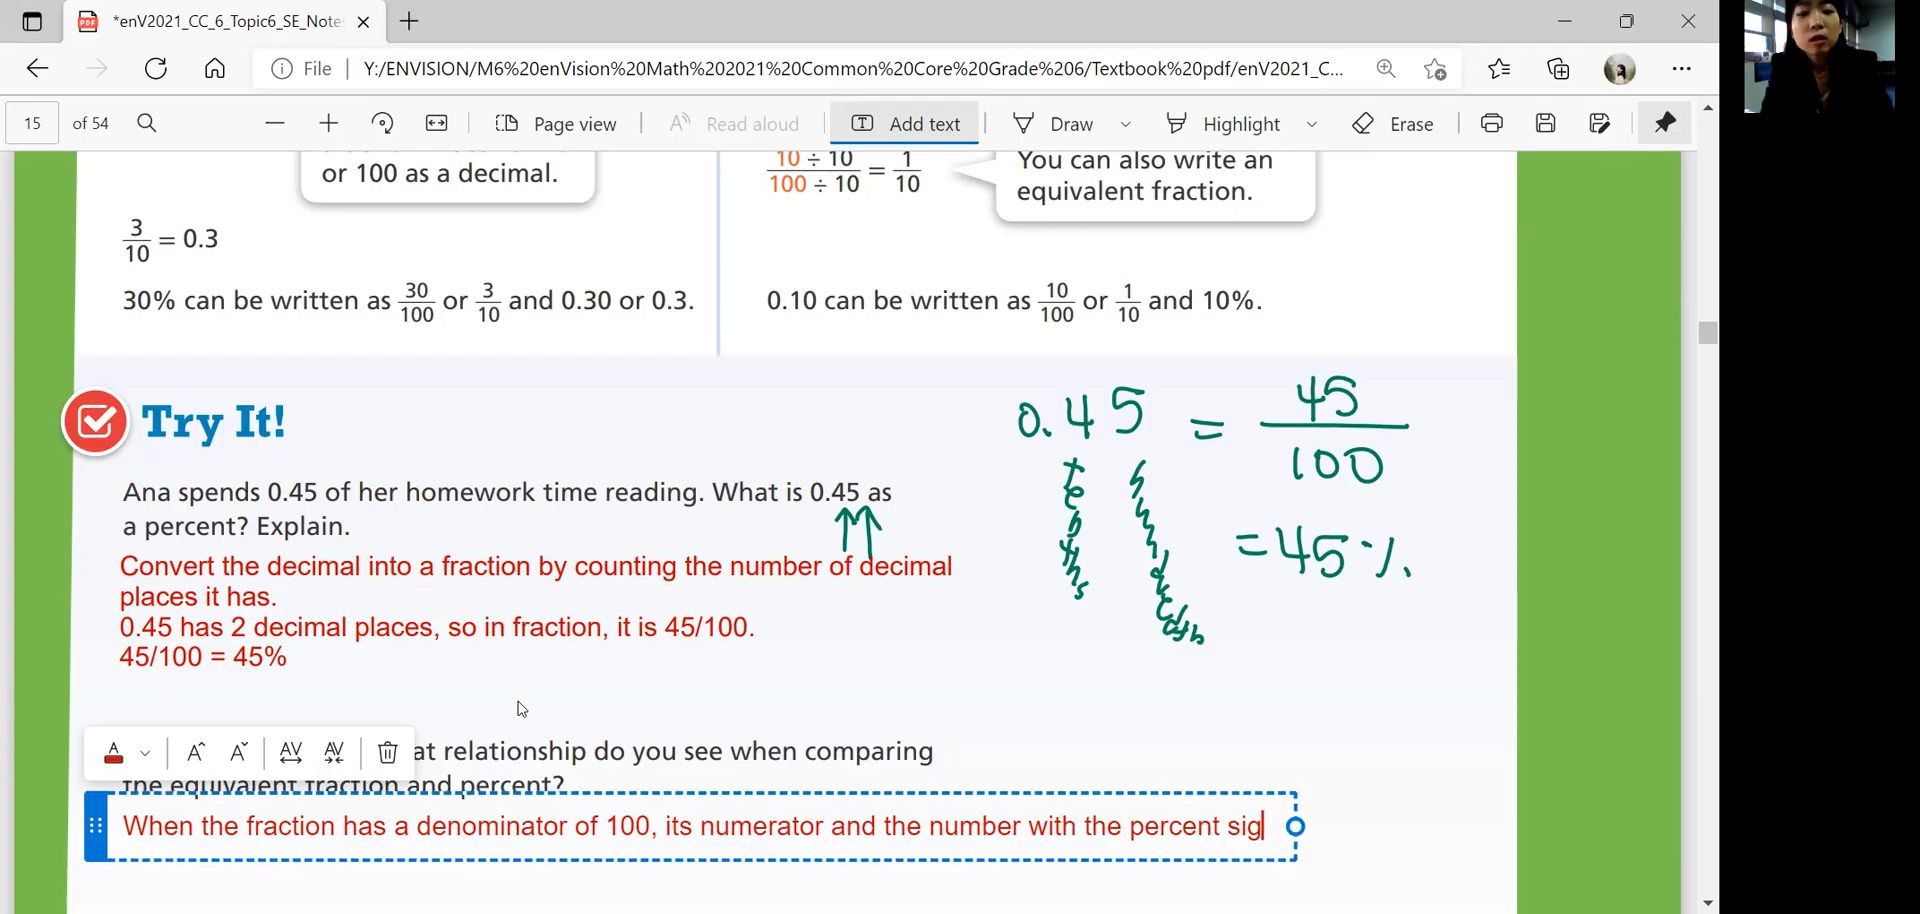 *enV2021_CC_6_Topic6_SE_Note
File Y:/ENVISION/M6%20enVision%20Math%202021%20Common%20Core%20Grade%206/Textbook%20pdf/enV2021_C...
15 of 54 Page view Read aloud Add text Draw Highlight Erase
or 100 as a decimal.
3/10 = 0.3
30% can be written as 30/100 or 3/10 and 0.30 or 0.3.
10 ÷ 10 / 100 ÷ 10 = 1/10
You can also write an
equivalent fraction.
0.10 can be written as 10/100 or 1/10 and 10%.
Try It!
Ana spends 0.45 of her homework time reading. What is 0.45 as
a percent? Explain.
Convert the decimal into a fraction by counting the number of decimal
places it has.
0.45 has 2 decimal places, so in fraction, it is 45/100.
45/100 = 45%
0.45 = 45/100
tenths
= 45%
at relationship do you see when comparing
the equivalent fraction and percent?
When the fraction has a denominator of 100, its numerator and the number with the percent sig